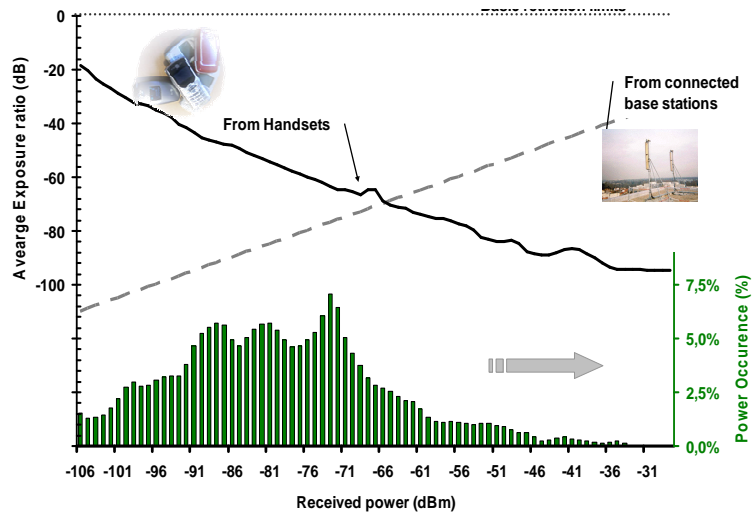 0
-20
-40
-60
-80
-100
Avearge Exposure ratio (dB)
From Handsets
From connected
base stations
7,5%
5,0%
2,5%
0,0%
Power Occurence (%)
-106 -101 -96 -91 -86 -81 -76 -71 -66 -61 -56 -51 -46 -41 -36 -31
Received power (dBm)